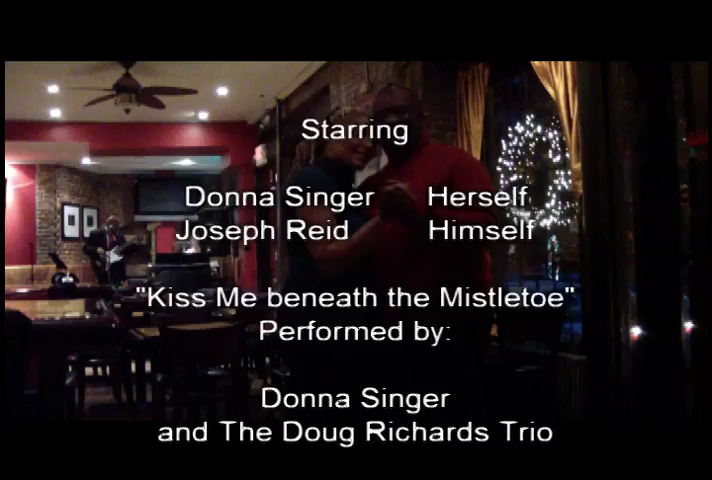 Starring
Donna Singer Herself
Joseph Reid Himself
"Kiss Me beneath the Mistletoe"
Performed by:
Donna Singer
and The Doug Richards Trio